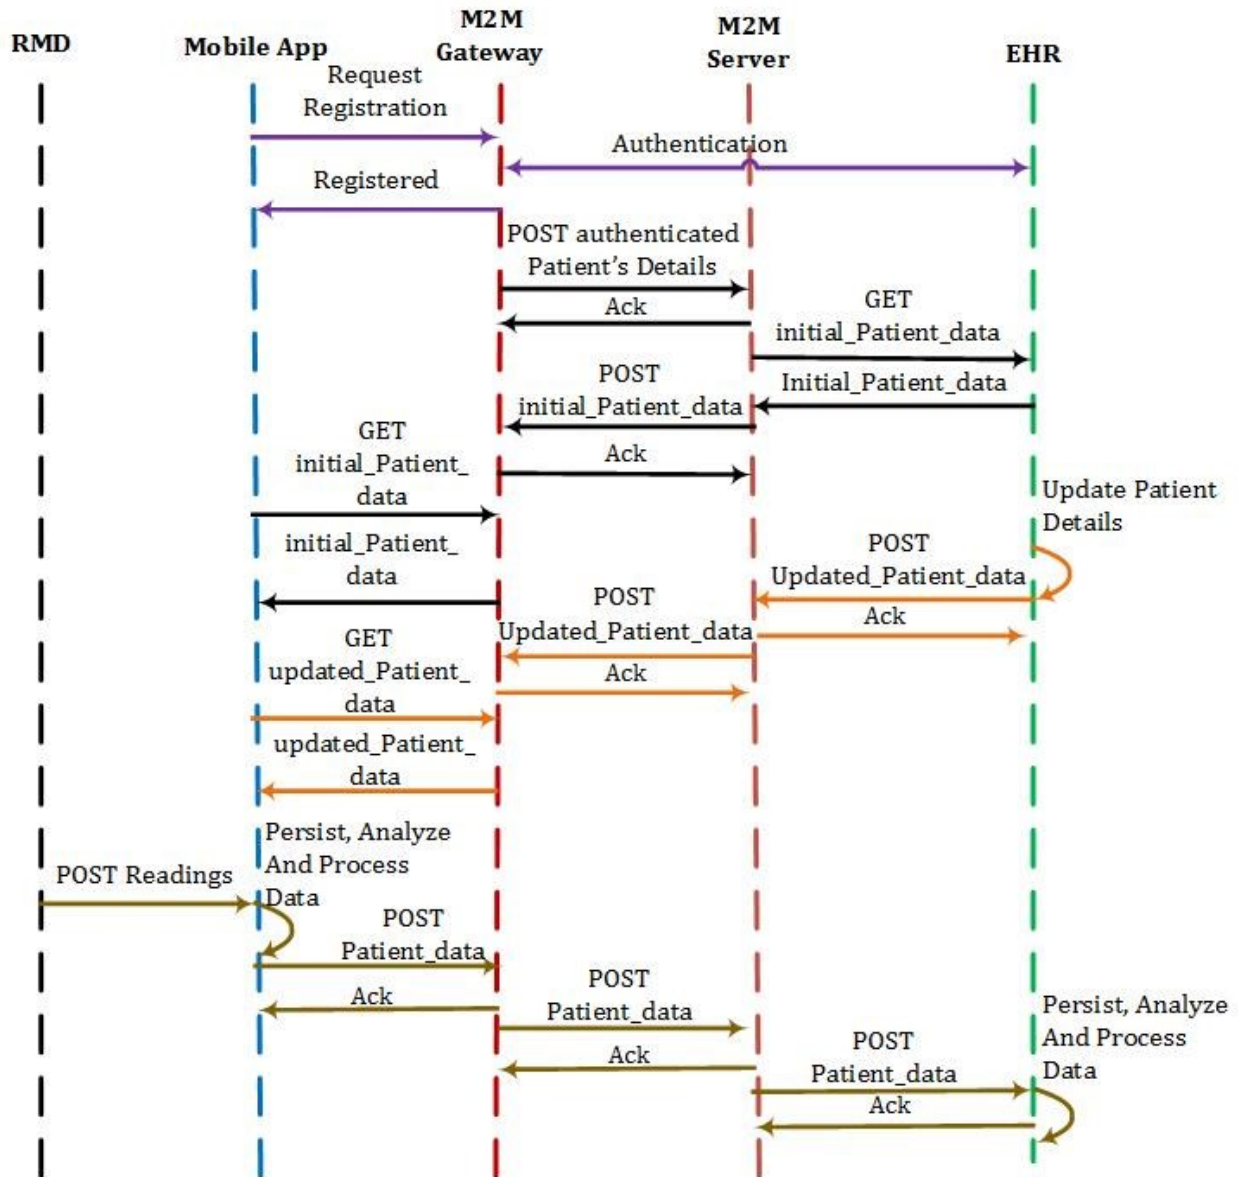 RMD
Mobile App
M2M
Gateway
M2M
Server
EHR
Request
Registration
Authentication
Registered
POST authenticated
Patient’s Details
Ack
GET
initial_Patient_data
POST
initial_Patient_data
Initial_Patient_data
GET
initial_Patient_
data
Ack
Update Patient
Details
initial_Patient_
data
POST
Updated_Patient_data
POST
Updated_Patient_data
Ack
GET
updated_Patient_
data
Ack
updated_Patient_
data
Persist, Analyze
And Process
Data
POST Readings
POST
Patient_data
Ack
POST
Patient_data
Ack
POST
Patient_data
Persist, Analyze
And Process
Data
Ack